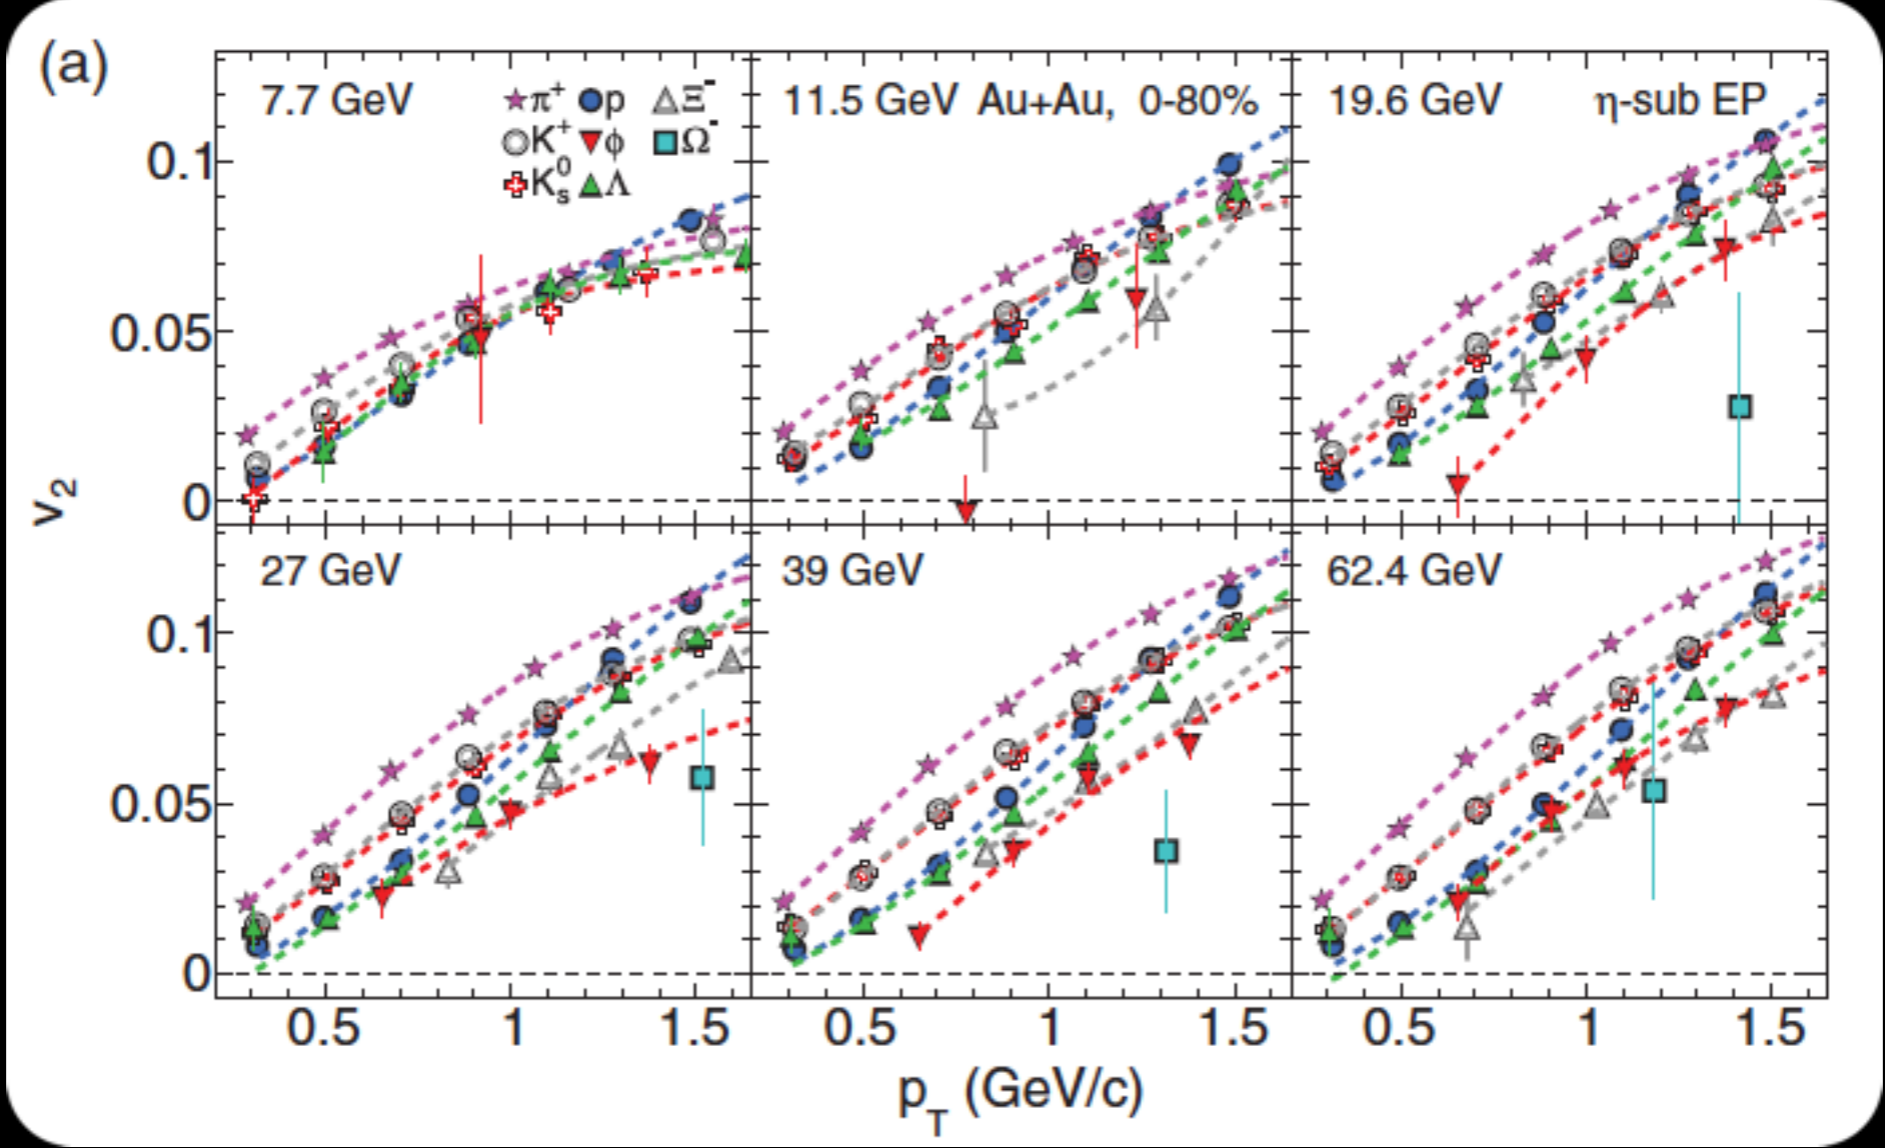 (a)
7.7 GeV
π⁺ p Ξ⁻
K⁺ ϕ Ω⁻
K⁰ₛ Λ
11.5 GeV Au+Au, 0-80%
19.6 GeV η-sub EP
0.1
0.05
0
v₂
27 GeV
39 GeV
62.4 GeV
0.1
0.05
0
0.5 1 1.5 0.5 1 1.5 0.5 1 1.5
p_T (GeV/c)